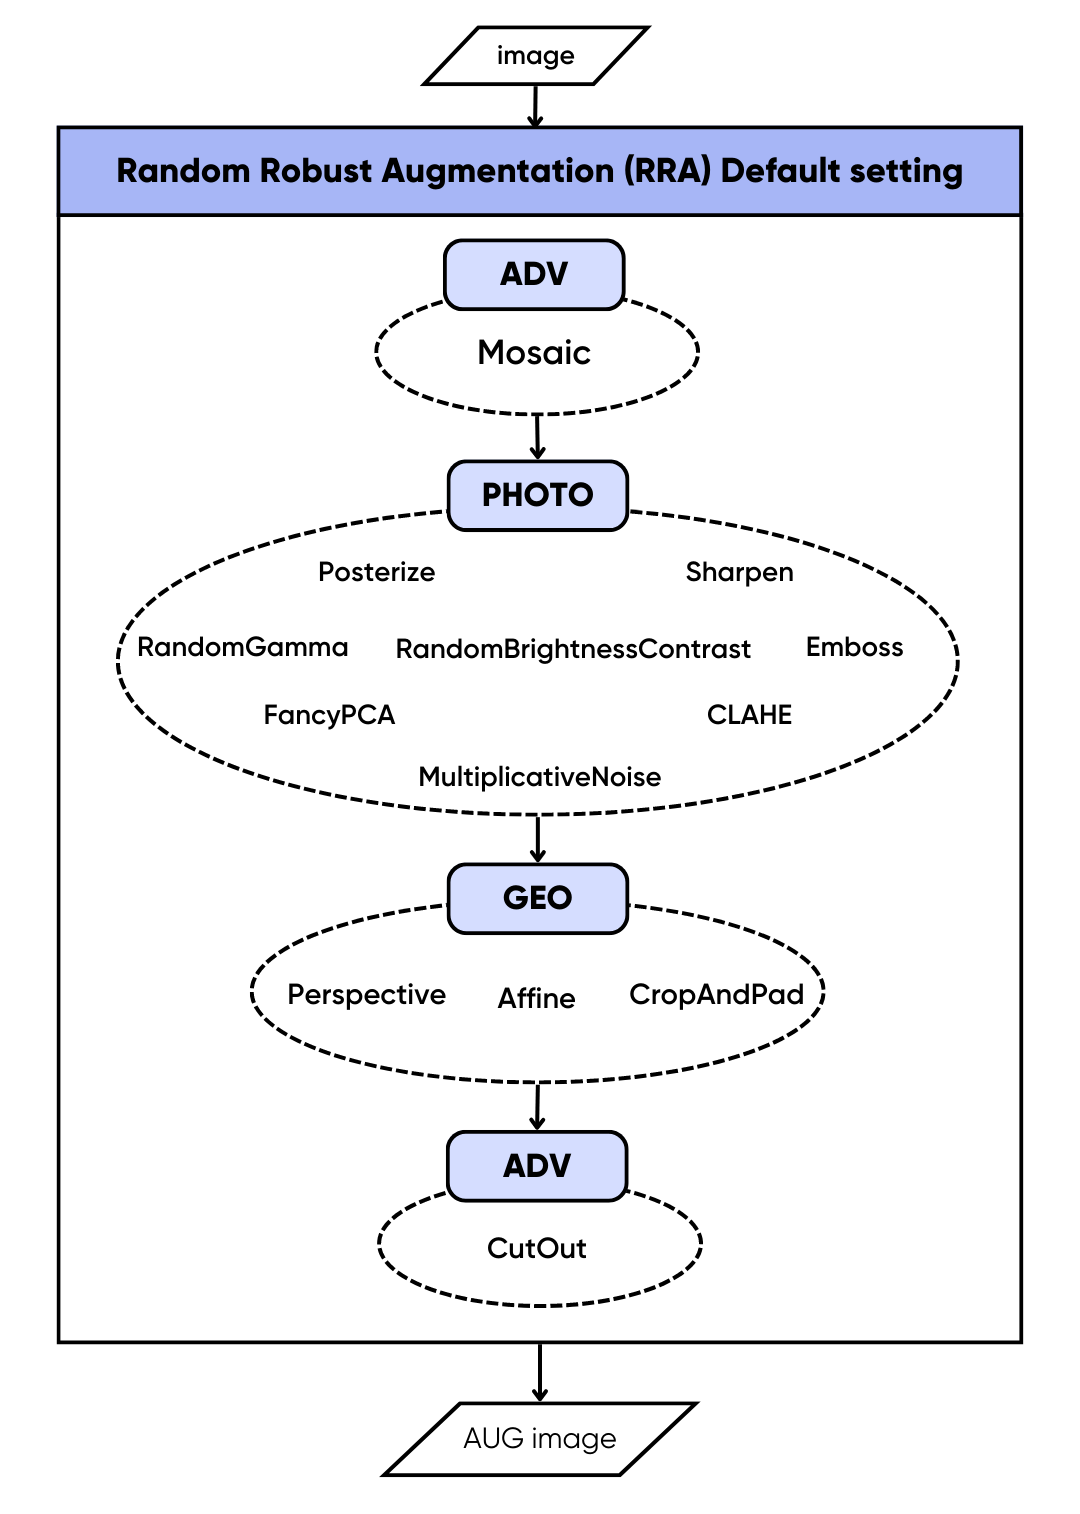 image
Random Robust Augmentation (RRA) Default setting
ADV
Mosaic
PHOTO
Posterize
Sharpen
RandomGamma
RandomBrightnessContrast
Emboss
FancyPCA
CLAHE
MultiplicativeNoise
GEO
Perspective
Affine
CropAndPad
ADV
CutOut
AUG image